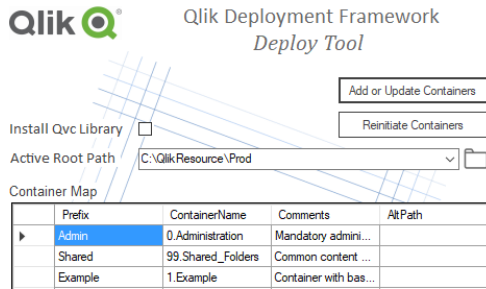 Qlik Qlik Deployment Framework
Deploy Tool
Add or Update Containers
Install Qvc Library Reinitiate Containers
Active Root Path C:\QlikResource\Prod
Container Map
Prefix ContainerName Comments AltPath
Admin 0.Administration Mandatory admini...
Shared 99.Shared_Folders Common content ...
Example 1.Example Container with bas...